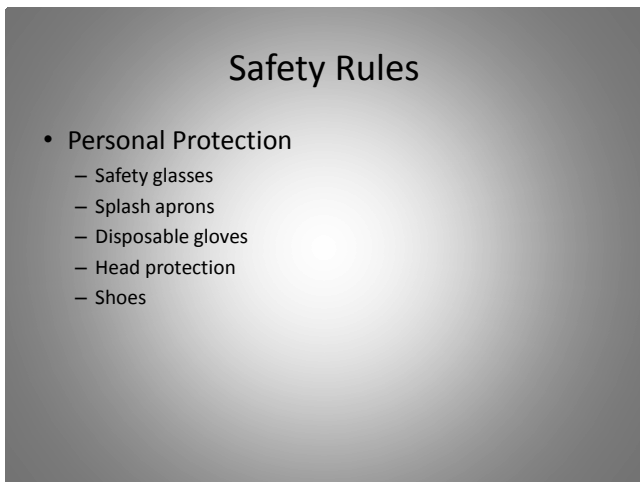 Safety Rules
• Personal Protection
– Safety glasses
– Splash aprons
– Disposable gloves
– Head protection
– Shoes